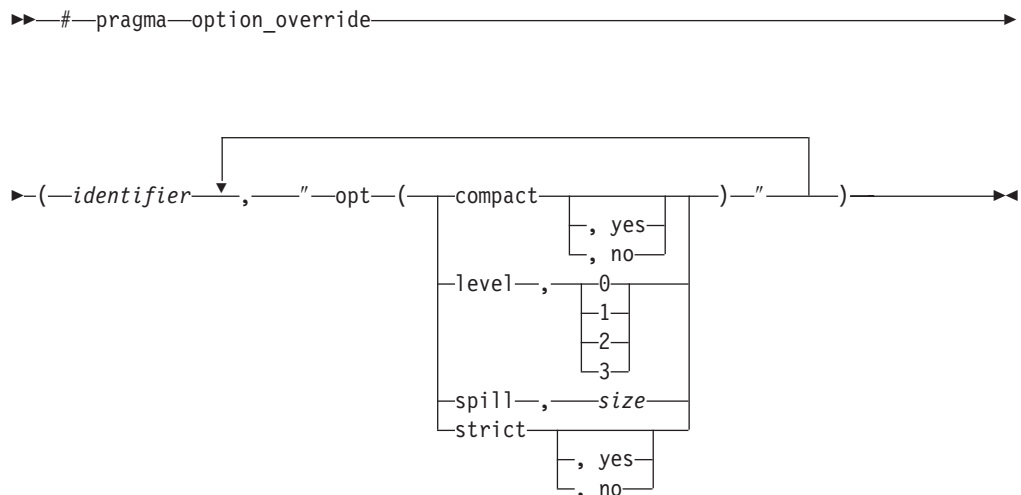 # pragma option_override
( identifier , " opt ( compact ) " )
, yes
, no
level , 0
1
2
3
spill , size
strict
, yes
, no